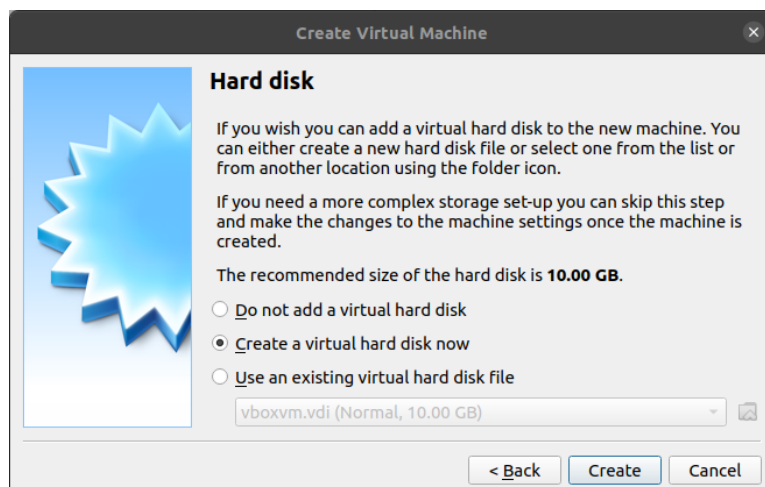 Create Virtual Machine
Hard disk
If you wish you can add a virtual hard disk to the new machine. You
can either create a new hard disk file or select one from the list or
from another location using the folder icon.
If you need a more complex storage set-up you can skip this step
and make the changes to the machine settings once the machine is
created.
The recommended size of the hard disk is 10.00 GB.
Do not add a virtual hard disk
Create a virtual hard disk now
Use an existing virtual hard disk file
vboxvm.vdi (Normal, 10.00 GB)
< Back Create Cancel